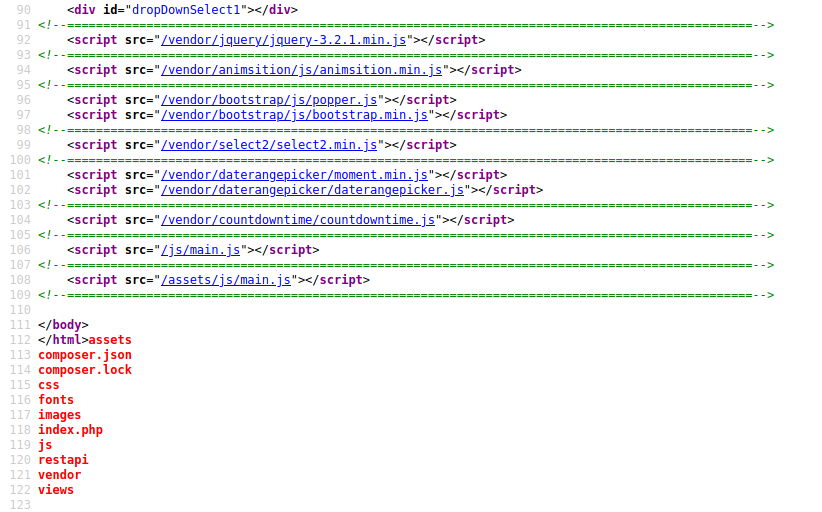 90 <div id="dropDownSelect1"></div>
91 <!--===============================================================================================-->
92 <script src="/vendor/jquery/jquery-3.2.1.min.js"></script>
93 <!--===============================================================================================-->
94 <script src="/vendor/animsition/js/animsition.min.js"></script>
95 <!--===============================================================================================-->
96 <script src="/vendor/bootstrap/js/popper.js"></script>
97 <script src="/vendor/bootstrap/js/bootstrap.min.js"></script>
98 <!--===============================================================================================-->
99 <script src="/vendor/select2/select2.min.js"></script>
100 <!--===============================================================================================-->
101 <script src="/vendor/daterangepicker/moment.min.js"></script>
102 <script src="/vendor/daterangepicker/daterangepicker.js"></script>
103 <!--===============================================================================================-->
104 <script src="/vendor/countdowntime/countdowntime.js"></script>
105 <!--===============================================================================================-->
106 <script src="/js/main.js"></script>
107 <!--===============================================================================================-->
108 <script src="/assets/js/main.js"></script>
109 <!--===============================================================================================-->
110
111 </body>
112 </html>assets
113 composer.json
114 composer.lock
115 css
116 fonts
117 images
118 index.php
119 js
120 restapi
121 vendor
122 views
123